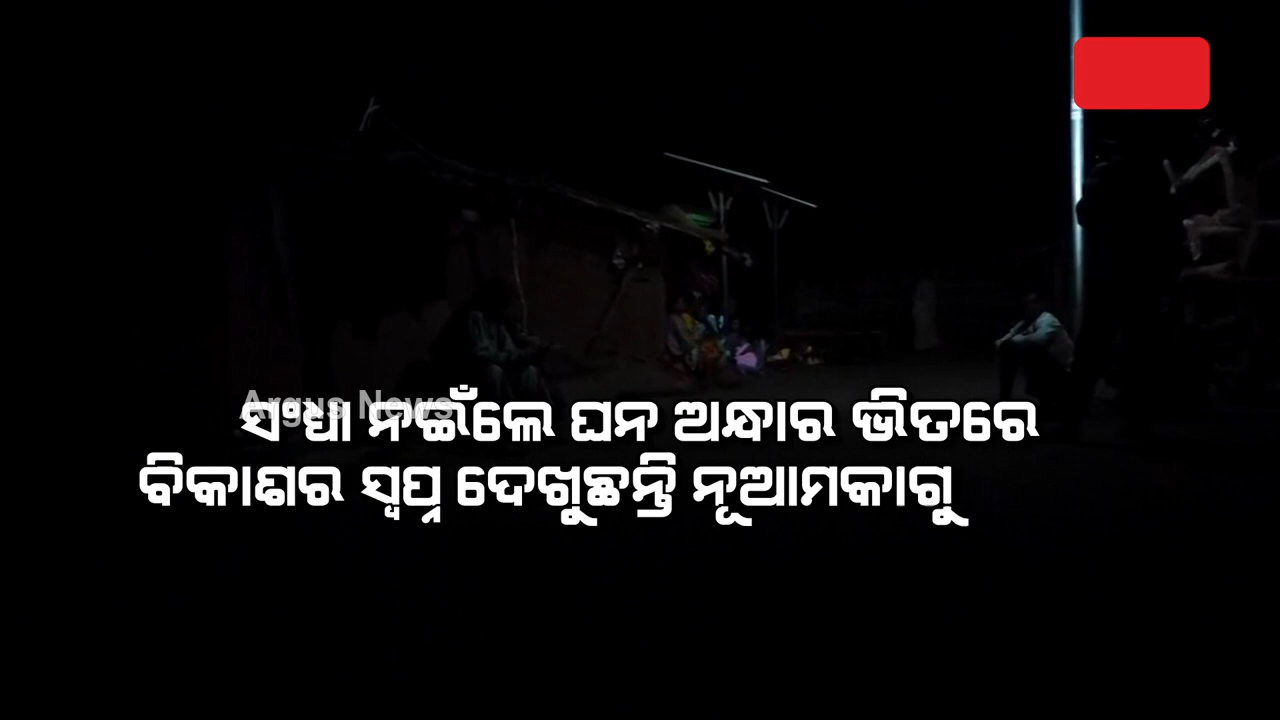 Argus News
ସଂଧ୍ୟା ନଇଁଲେ ଘନ ଅନ୍ଧାର ଭିତରେ
ବିକାଶର ସ୍ୱପ୍ନ ଦେଖୁଛନ୍ତି ନୂଆମକାଗୁ